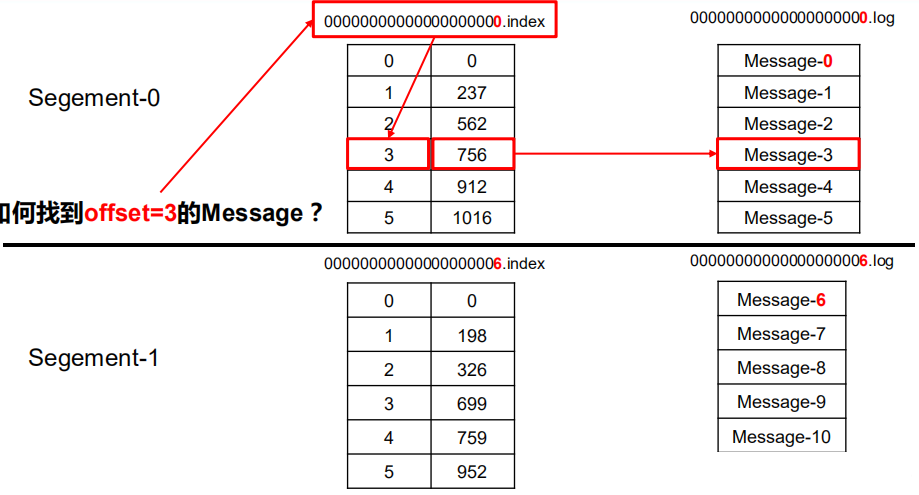 00000000000000000000.index
00000000000000000000.log
Segement-0
0 0 Message-0
1 237 Message-1
2 562 Message-2
3 756 Message-3
4 912 Message-4
5 1016 Message-5
如何找到offset=3的Message？
00000000000000000006.index
00000000000000000006.log
Segement-1
0 0 Message-6
1 198 Message-7
2 326 Message-8
3 699 Message-9
4 759 Message-10
5 952